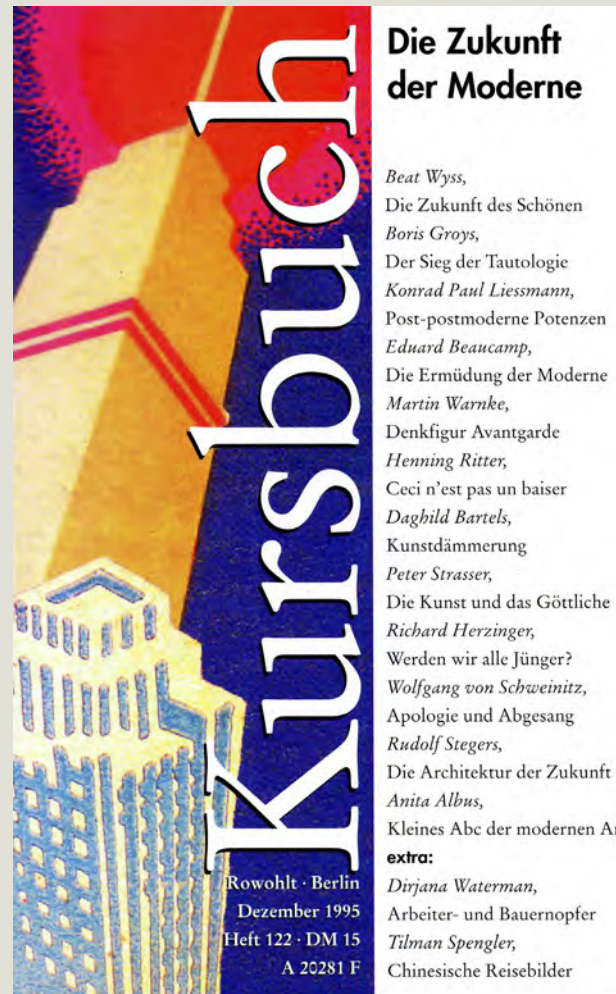 Kursbuch
Die Zukunft
der Moderne
Beat Wyss,
Die Zukunft des Schönen
Boris Groys,
Der Sieg der Tautologie
Konrad Paul Liessmann,
Post-postmoderne Potenzen
Eduard Beaucamp,
Die Ermüdung der Moderne
Martin Warnke,
Denkfigur Avantgarde
Henning Ritter,
Ceci n'est pas un baiser
Daghild Bartels,
Kunstdämmerung
Peter Strasser,
Die Kunst und das Göttliche
Richard Herzinger,
Werden wir alle Jünger?
Wolfgang von Schweinitz,
Apologie und Abgesang
Rudolf Stegers,
Die Architektur der Zukunft
Anita Albus,
Kleines Abc der modernen
extra:
Dirjana Waterman,
Arbeiter- und Bauernopfer
Tilman Spengler,
Chinesische Reisebilder
Rowohlt · Berlin
Dezember 1995
Heft 122 · DM 15
A 20281 F